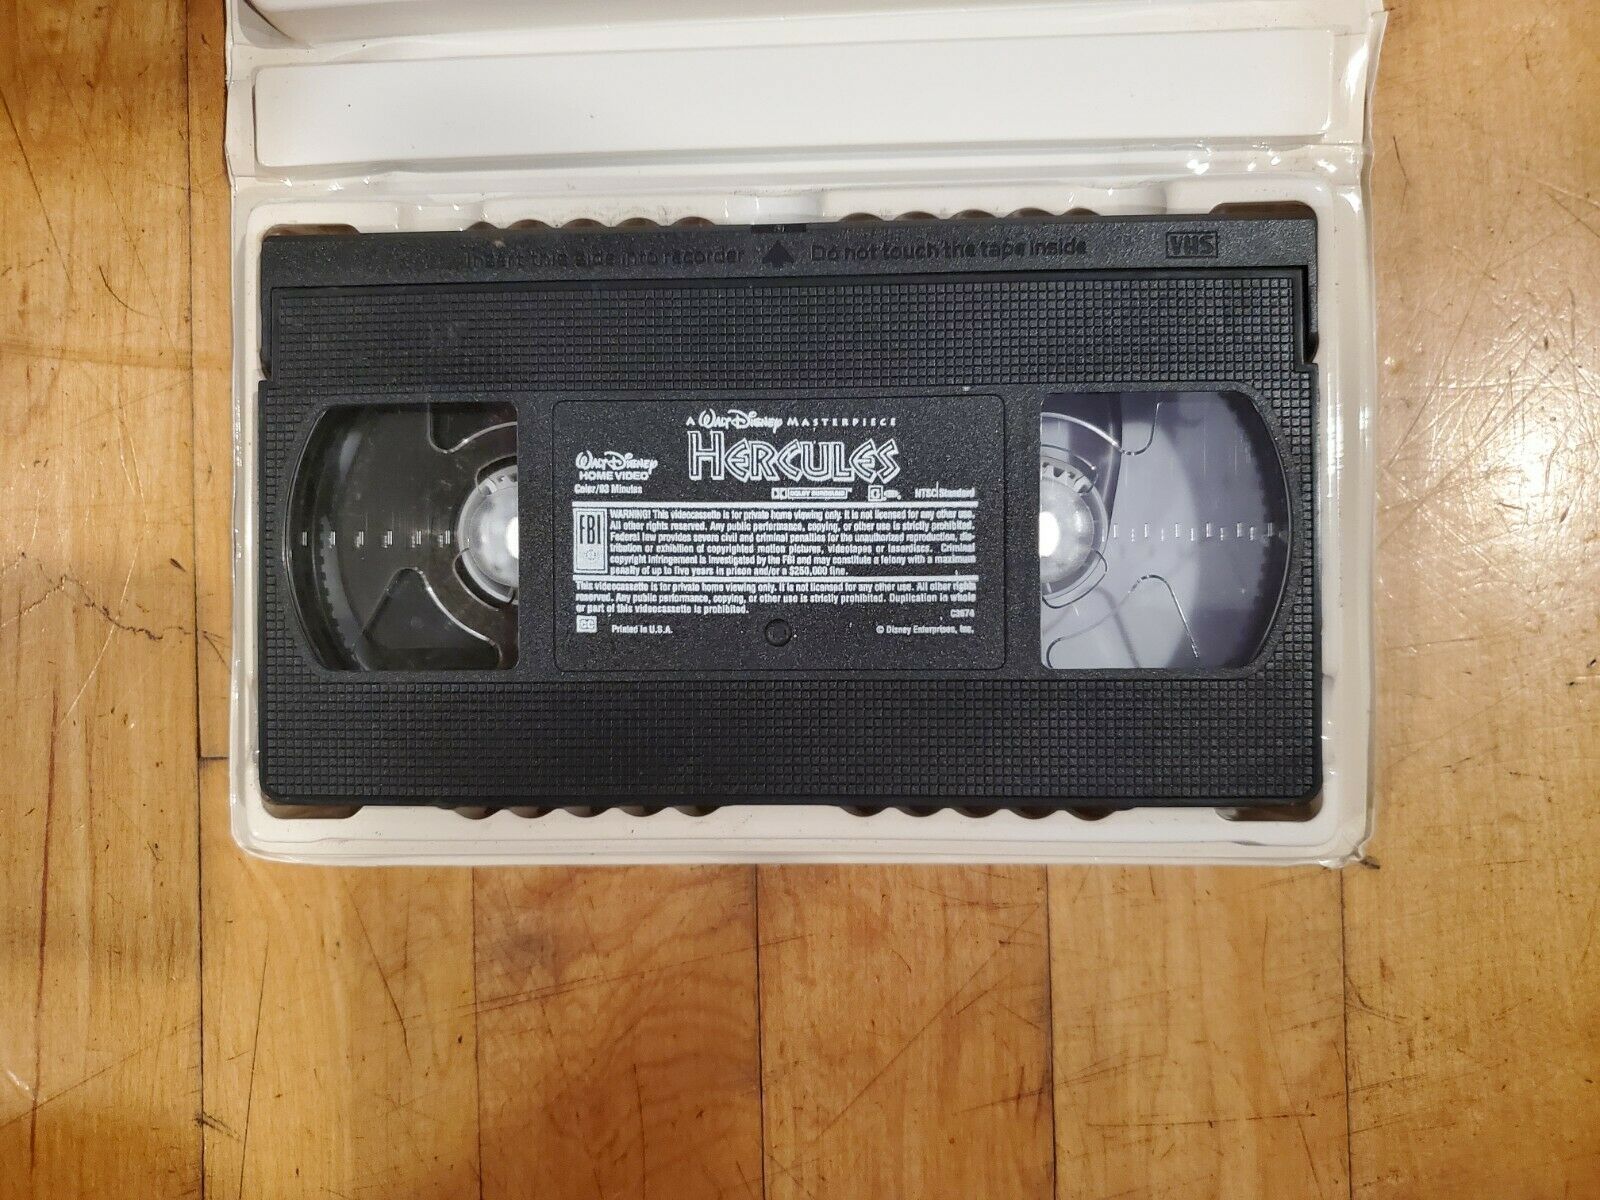 Insert this side into recorder Do not touch the tape inside VHS
A WALT DISNEY MASTERPIECE
HERCULES
WALT DISNEY
HOME VIDEO
Color/93 Minutes DOLBY SURROUND G NTSC Standard
FBI
WARNING! This videocassette is for private home viewing only. It is not licensed for any other use.
All other rights reserved. Any public performance, copying, or other use is strictly prohibited.
Federal law provides severe civil and criminal penalties for the unauthorized reproduction, dis-
tribution or exhibition of copyrighted motion pictures, videotapes or laserdiscs. Criminal
copyright infringement is investigated by the FBI and may constitute a felony with a maximum
penalty of up to five years in prison and/or a $250,000 fine.
This videocassette is for private home viewing only. It is not licensed for any other use. All other rights
reserved. Any public performance, copying, or other use is strictly prohibited. Duplication in whole
or part of this videocassette is prohibited. C3674
CC Printed in U.S.A. © Disney Enterprises, Inc.